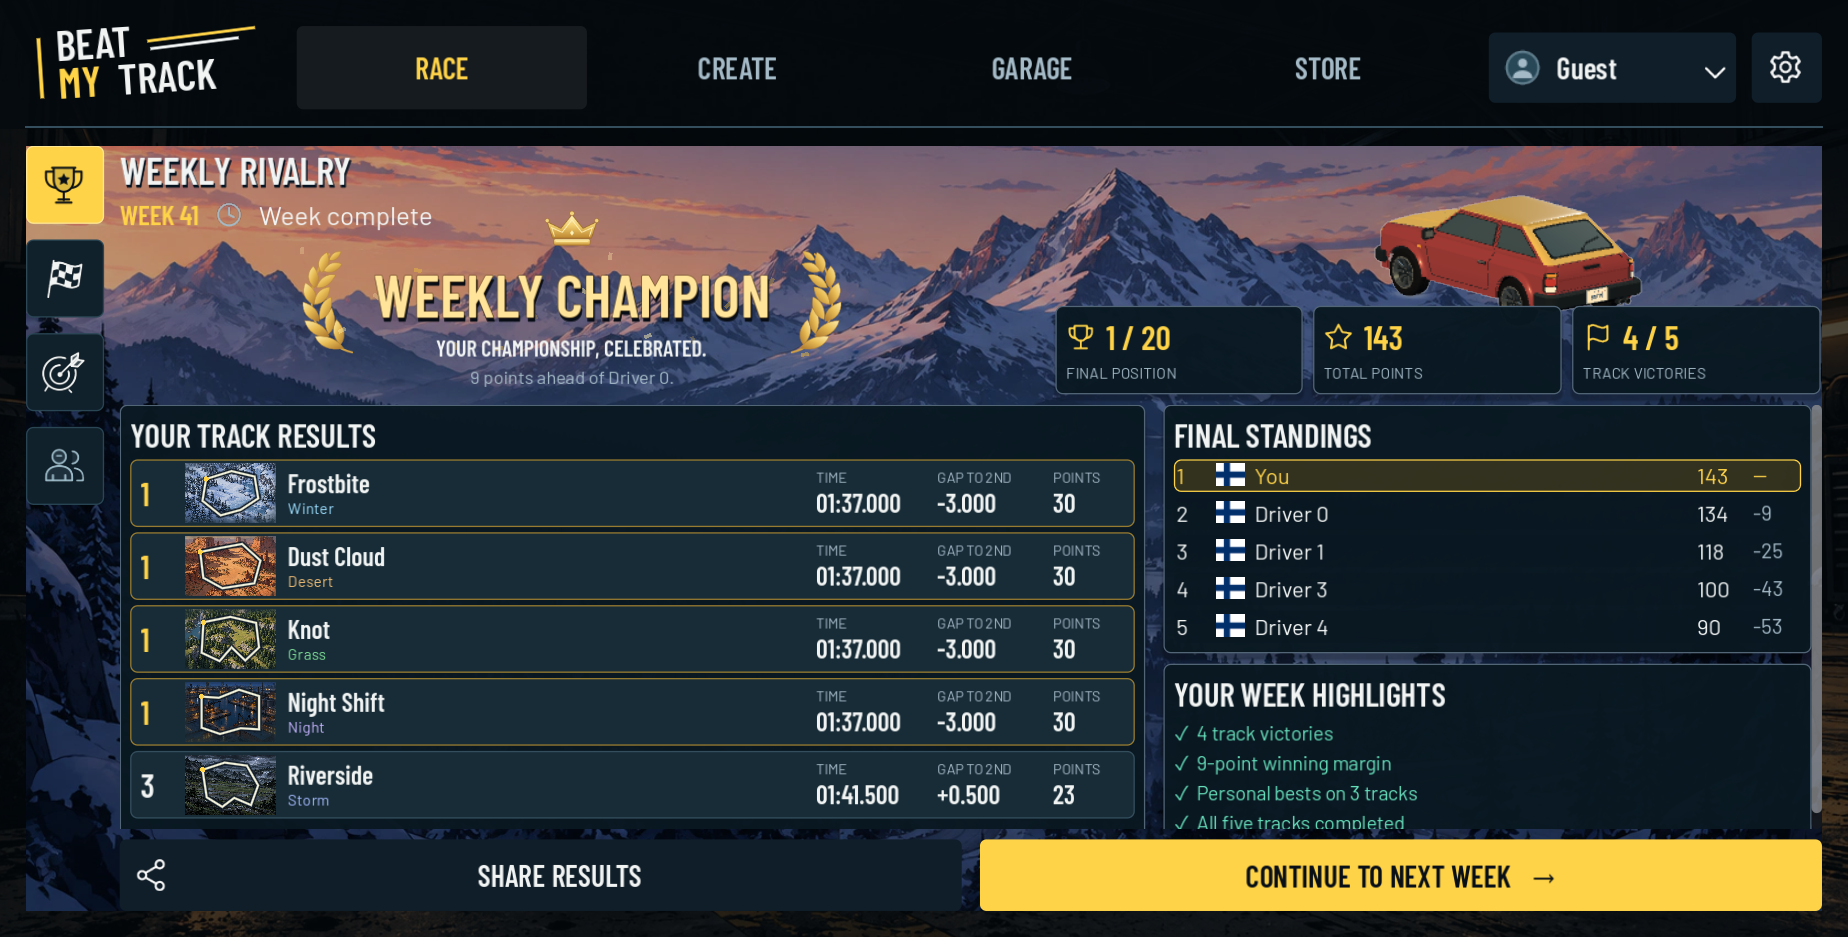 BEAT
MY TRACK
RACE
CREATE
GARAGE
STORE
Guest
WEEKLY RIVALRY
WEEK 41 Week complete
WEEKLY CHAMPION
YOUR CHAMPIONSHIP, CELEBRATED.
9 points ahead of Driver 0.
1 / 20
FINAL POSITION
143
TOTAL POINTS
4 / 5
TRACK VICTORIES
YOUR TRACK RESULTS
1
Frostbite
Winter
TIME GAP TO 2ND POINTS
01:37.000 -3.000 30
1
Dust Cloud
Desert
TIME GAP TO 2ND POINTS
01:37.000 -3.000 30
1
Knot
Grass
TIME GAP TO 2ND POINTS
01:37.000 -3.000 30
1
Night Shift
Night
TIME GAP TO 2ND POINTS
01:37.000 -3.000 30
3
Riverside
Storm
TIME GAP TO 2ND POINTS
01:41.500 +0.500 23
FINAL STANDINGS
1 You 143 –
2 Driver 0 134 -9
3 Driver 1 118 -25
4 Driver 3 100 -43
5 Driver 4 90 -53
YOUR WEEK HIGHLIGHTS
✓ 4 track victories
✓ 9-point winning margin
✓ Personal bests on 3 tracks
✓ All five tracks completed
SHARE RESULTS
CONTINUE TO NEXT WEEK →